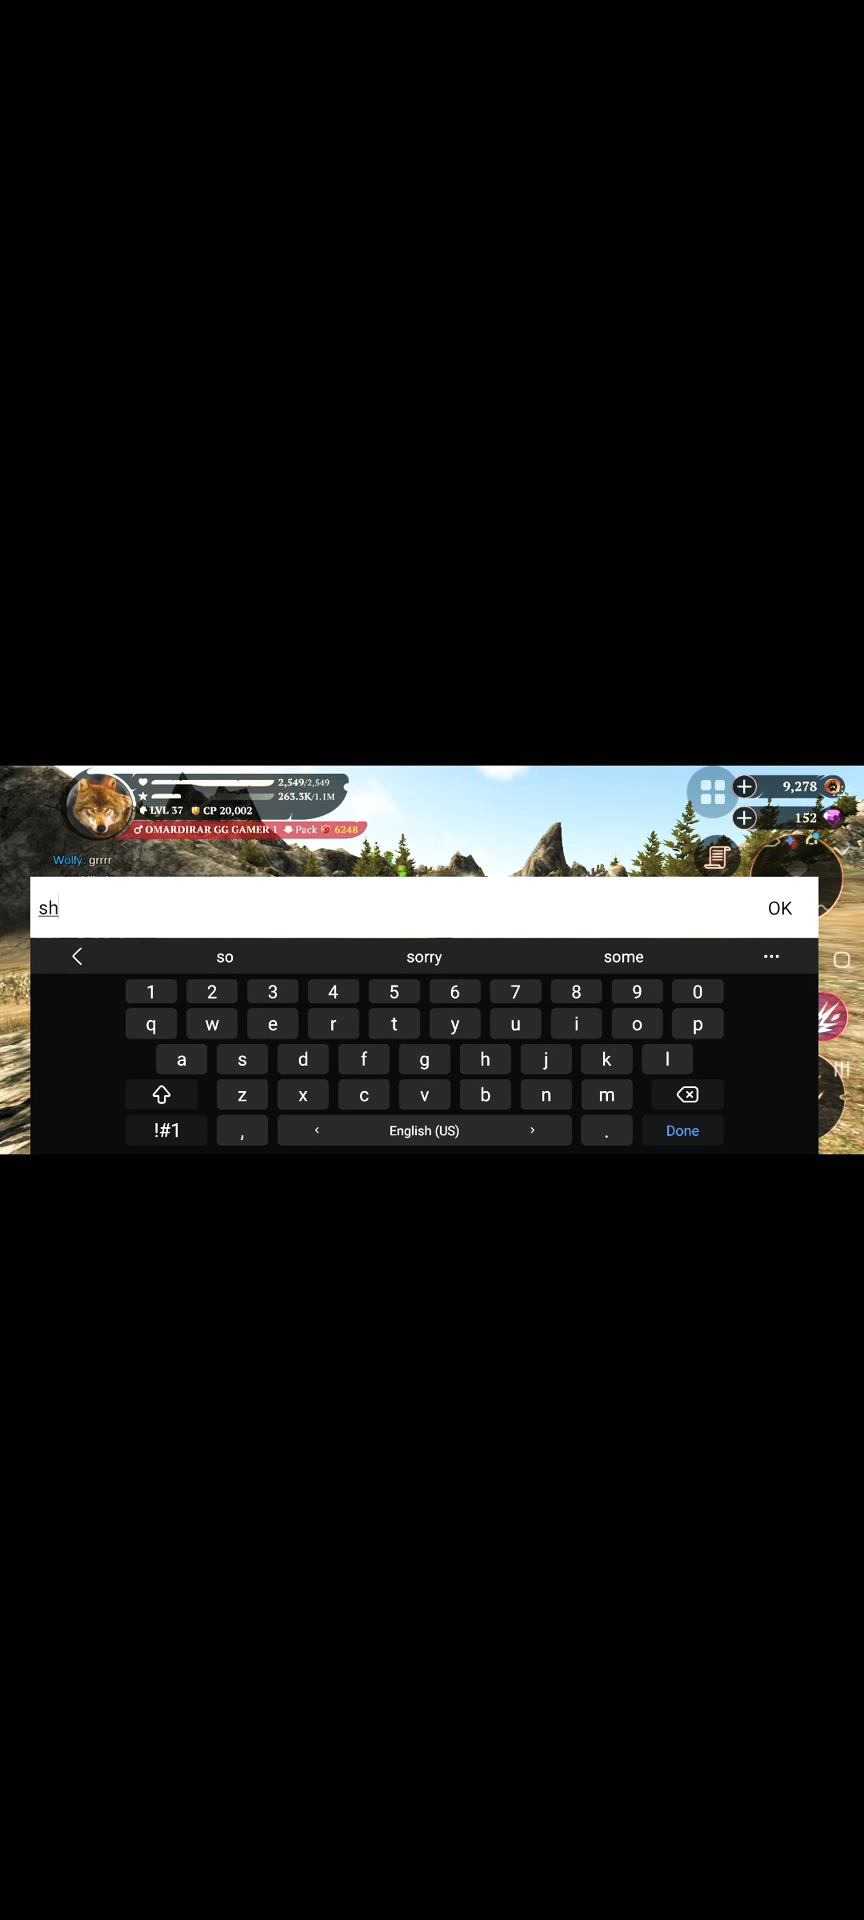 2,549/2,549
263.3K/1.1M
LVL 37 CP 20,002
♂ OMARDIRAR GG GAMER 1 Pack 6248
9,278
152
Wolfy: grrrr
sh
OK
so sorry some ...
1 2 3 4 5 6 7 8 9 0
q w e r t y u i o p
a s d f g h j k l
z x c v b n m
!#1 , < English (US) > . Done